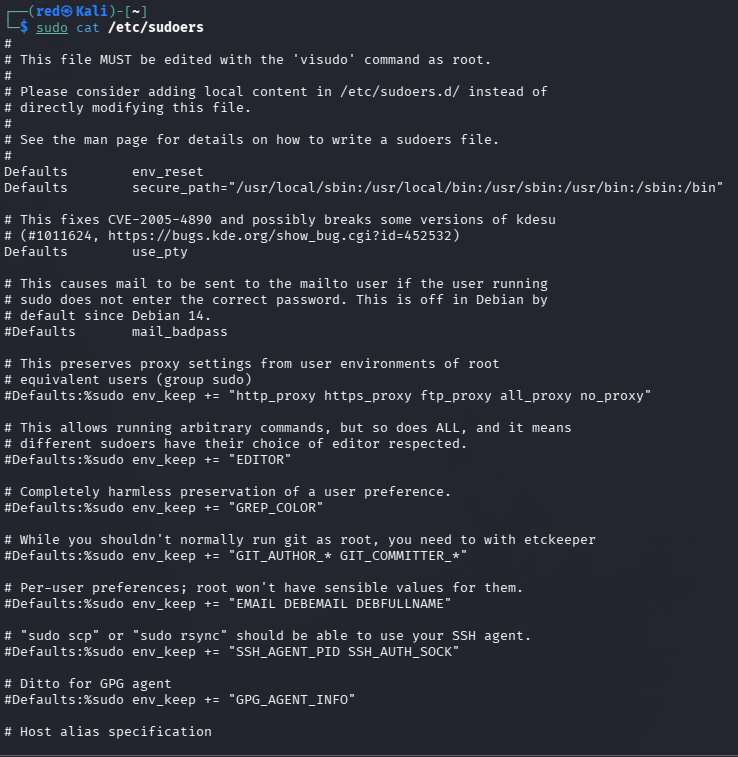 ┌──(red㉿Kali)-[~]
└─$ sudo cat /etc/sudoers
#
# This file MUST be edited with the 'visudo' command as root.
#
# Please consider adding local content in /etc/sudoers.d/ instead of
# directly modifying this file.
#
# See the man page for details on how to write a sudoers file.
#
Defaults        env_reset
Defaults        secure_path="/usr/local/sbin:/usr/local/bin:/usr/sbin:/usr/bin:/sbin:/bin"

# This fixes CVE-2005-4890 and possibly breaks some versions of kdesu
# (#1011624, https://bugs.kde.org/show_bug.cgi?id=452532)
Defaults        use_pty

# This causes mail to be sent to the mailto user if the user running
# sudo does not enter the correct password. This is off in Debian by
# default since Debian 14.
#Defaults       mail_badpass

# This preserves proxy settings from user environments of root
# equivalent users (group sudo)
#Defaults:%sudo env_keep += "http_proxy https_proxy ftp_proxy all_proxy no_proxy"

# This allows running arbitrary commands, but so does ALL, and it means
# different sudoers have their choice of editor respected.
#Defaults:%sudo env_keep += "EDITOR"

# Completely harmless preservation of a user preference.
#Defaults:%sudo env_keep += "GREP_COLOR"

# While you shouldn't normally run git as root, you need to with etckeeper
#Defaults:%sudo env_keep += "GIT_AUTHOR_* GIT_COMMITTER_*"

# Per-user preferences; root won't have sensible values for them.
#Defaults:%sudo env_keep += "EMAIL DEBEMAIL DEBFULLNAME"

# "sudo scp" or "sudo rsync" should be able to use your SSH agent.
#Defaults:%sudo env_keep += "SSH_AGENT_PID SSH_AUTH_SOCK"

# Ditto for GPG agent
#Defaults:%sudo env_keep += "GPG_AGENT_INFO"

# Host alias specification